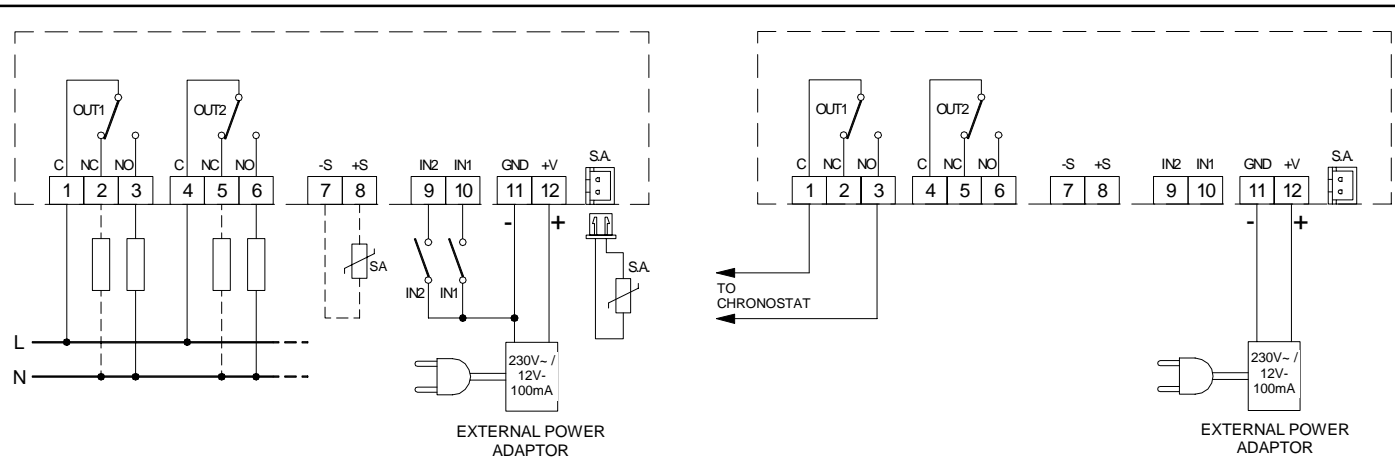 OUT1 OUT2
C NC NO C NC NO -S +S IN2 IN1 GND +V S.A.
1 2 3 4 5 6 7 8 9 10 11 12
- +
SA
S.A.
IN2 IN1
L
N
230V~ /
12V-
100mA
EXTERNAL POWER
ADAPTOR
OUT1 OUT2
C NC NO C NC NO -S +S IN2 IN1 GND +V S.A.
1 2 3 4 5 6 7 8 9 10 11 12
- +
TO
CHRONOSTAT
230V~ /
12V-
100mA
EXTERNAL POWER
ADAPTOR